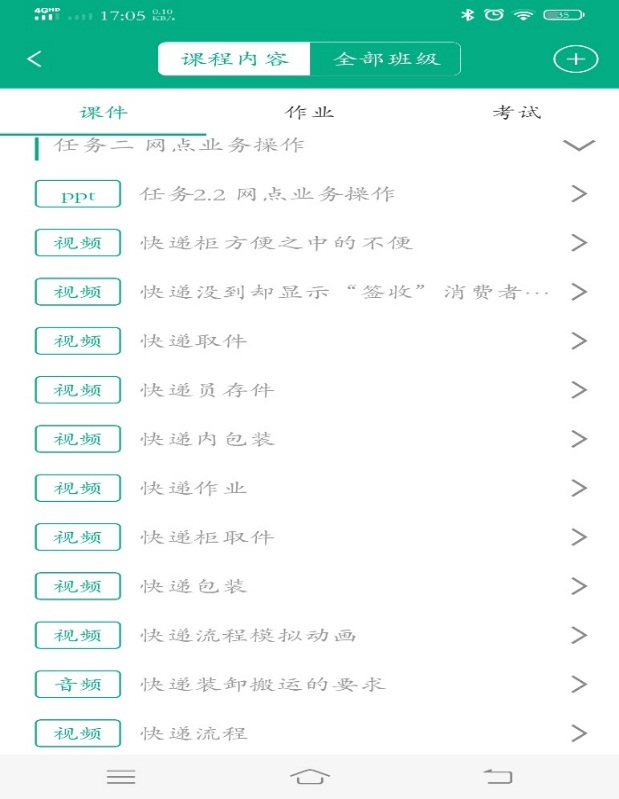 4GHD 17:05 0.10 KB/s 35
课程内容 全部班级
课件 作业 考试
任务二 网点业务操作
ppt 任务2.2 网点业务操作
视频 快递柜方便之中的不便
视频 快递没到却显示“签收”消费者…
视频 快递取件
视频 快递员存件
视频 快递内包装
视频 快递作业
视频 快递柜取件
视频 快递包装
视频 快递流程模拟动画
音频 快递装卸搬运的要求
视频 快递流程